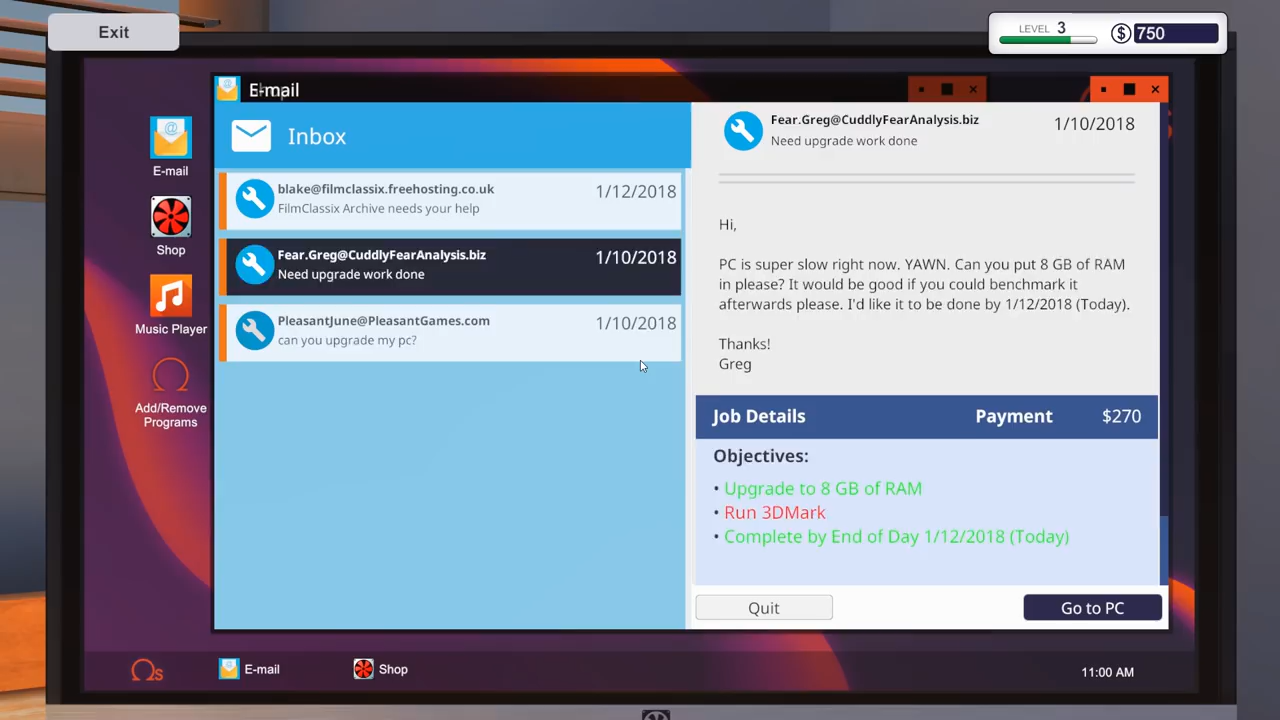 Exit
LEVEL 3
$ 750
E-mail
Inbox
blake@filmclassix.freehosting.co.uk 1/12/2018
FilmClassix Archive needs your help
Fear.Greg@CuddlyFearAnalysis.biz 1/10/2018
Need upgrade work done
PleasantJune@PleasantGames.com 1/10/2018
can you upgrade my pc?
Fear.Greg@CuddlyFearAnalysis.biz 1/10/2018
Need upgrade work done
Hi,
PC is super slow right now. YAWN. Can you put 8 GB of RAM
in please? It would be good if you could benchmark it
afterwards please. I'd like it to be done by 1/12/2018 (Today).
Thanks!
Greg
Job Details Payment $270
Objectives:
• Upgrade to 8 GB of RAM
• Run 3DMark
• Complete by End of Day 1/12/2018 (Today)
Quit Go to PC
E-mail
Shop
Music Player
Add/Remove
Programs
Ωs E-mail Shop 11:00 AM